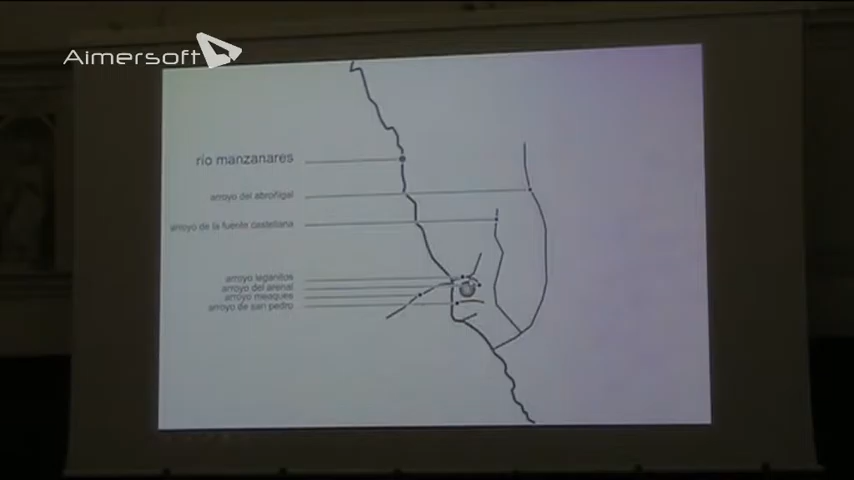 Aimersoft
río manzanares
arroyo del abroñigal
arroyo de la fuente castellana
arroyo leganitos
arroyo del arenal
arroyo meaques
arroyo de san pedro